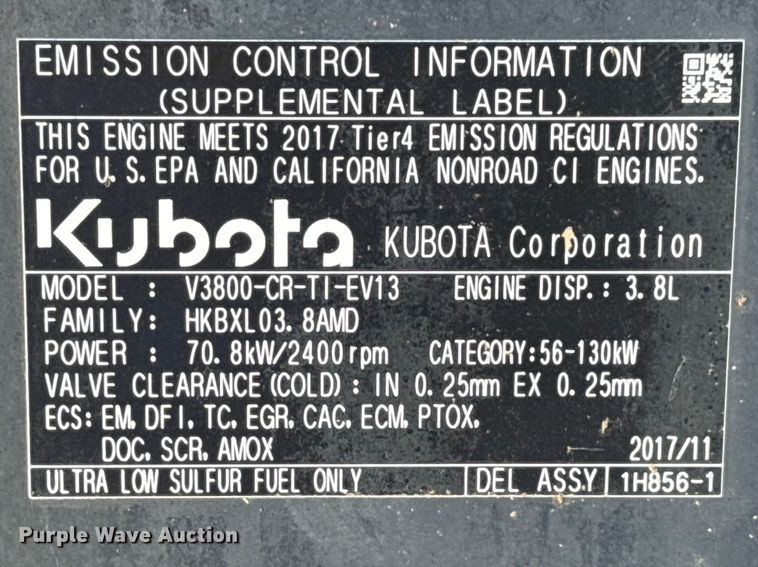 EMISSION CONTROL INFORMATION
(SUPPLEMENTAL LABEL)
THIS ENGINE MEETS 2017 Tier4 EMISSION REGULATIONS
FOR U.S.EPA AND CALIFORNIA NONROAD CI ENGINES.
Kubota KUBOTA Corporation
MODEL : V3800-CR-TI-EV13 ENGINE DISP.: 3.8L
FAMILY: HKBXL03.8AMD
POWER : 70.8kW/2400rpm CATEGORY:56-130kW
VALVE CLEARANCE(COLD): IN 0.25mm EX 0.25mm
ECS: EM, DFI, TC, EGR, CAC, ECM, PTOX,
DOC, SCR, AMOX 2017/11
ULTRA LOW SULFUR FUEL ONLY DEL ASSY 1H856-1
Purple Wave Auction